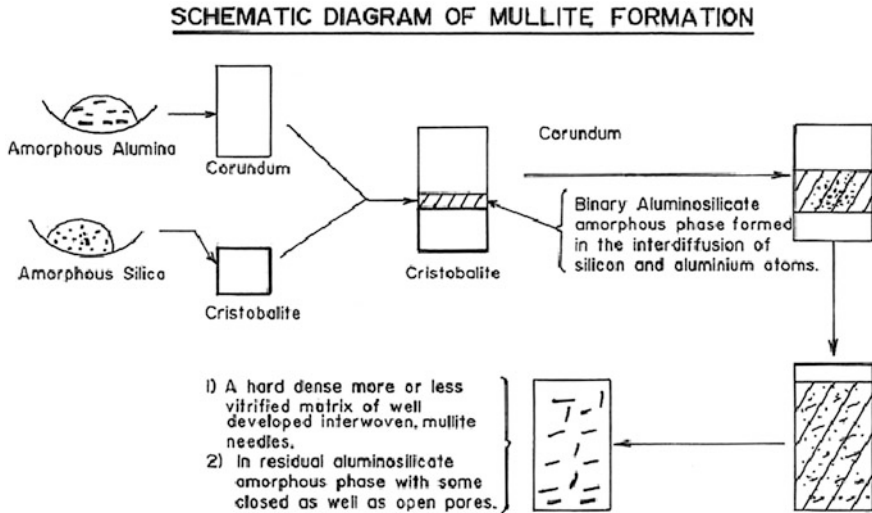 SCHEMATIC DIAGRAM OF MULLITE FORMATION
Amorphous Alumina
Corundum
Amorphous Silica
Cristobalite
Cristobalite
Corundum
Binary Aluminosilicate
amorphous phase formed
in the interdiffusion of
silicon and aluminium atoms.
1) A hard dense more or less
vitrified matrix of well
developed interwoven, mullite
needles.
2) In residual aluminosilicate
amorphous phase with some
closed as well as open pores.